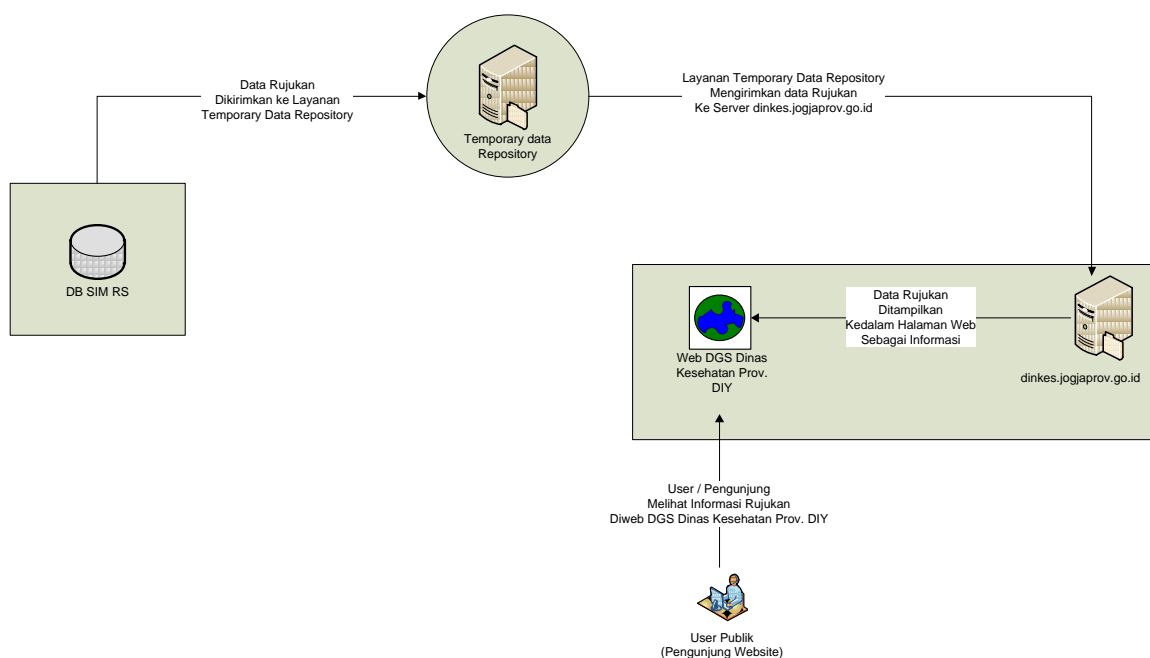 Data Rujukan
Dikirimkan ke Layanan
Temporary Data Repository
Temporary data
Repository
Layanan Temporary Data Repository
Mengirimkan data Rujukan
Ke Server dinkes.jogjaprov.go.id
DB SIM RS
Web DGS Dinas
Kesehatan Prov.
DIY
Data Rujukan
Ditampilkan
Kedalam Halaman Web
Sebagai Informasi
dinkes.jogjaprov.go.id
User / Pengunjung
Melihat Informasi Rujukan
Diweb DGS Dinas Kesehatan Prov. DIY
User Publik
(Pengunjung Website)